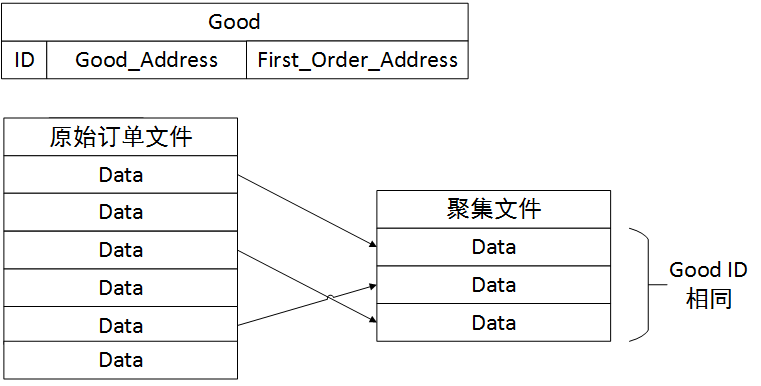 Good
ID Good_Address First_Order_Address
原始订单文件
Data
Data
Data
Data
Data
Data
聚集文件
Data
Data
Data
Good ID
相同